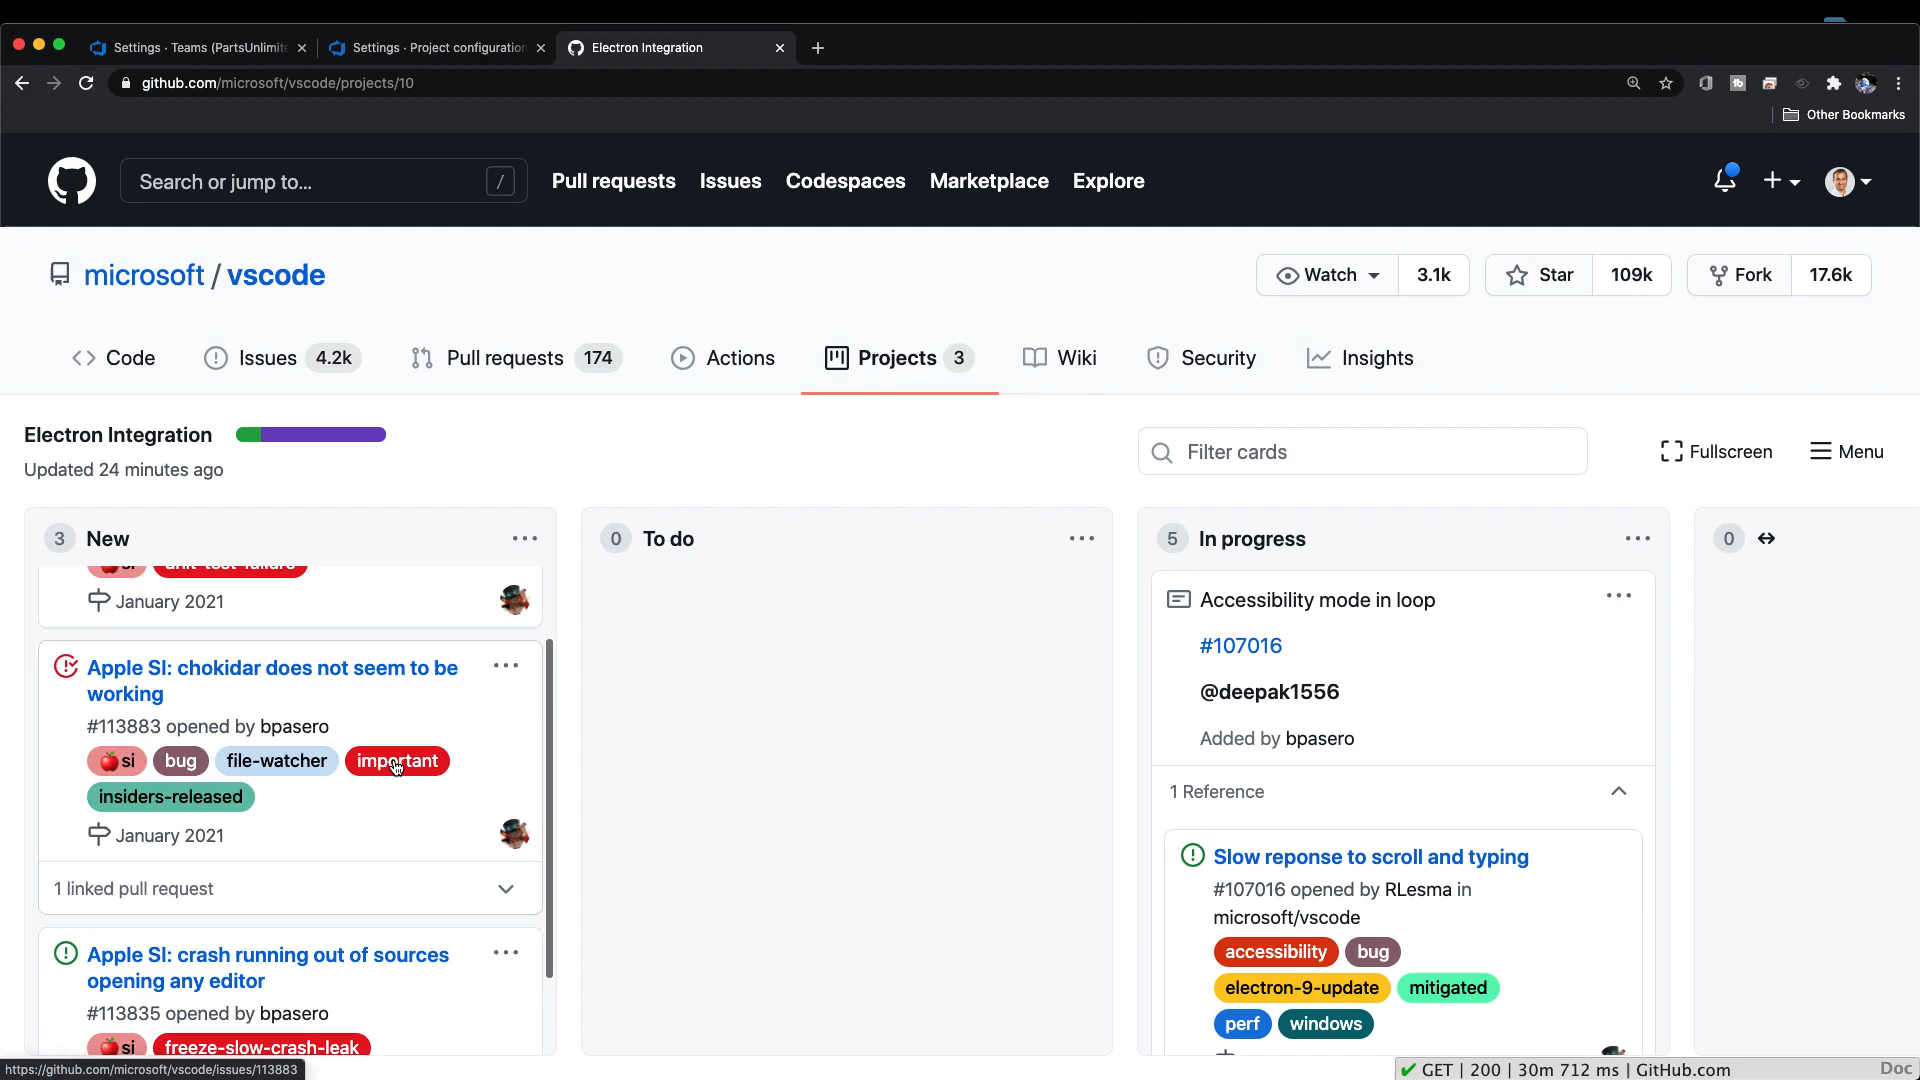 Settings · Teams (PartsUnlimite
Settings · Project configuration
Electron Integration
github.com/microsoft/vscode/projects/10
Other Bookmarks
Search or jump to...
/
Pull requests
Issues
Codespaces
Marketplace
Explore
microsoft / vscode
Watch 3.1k
Star 109k
Fork 17.6k
Code
Issues 4.2k
Pull requests 174
Actions
Projects 3
Wiki
Security
Insights
Electron Integration
Updated 24 minutes ago
Filter cards
Fullscreen
Menu
3 New
si unit-test-failure
January 2021
Apple SI: chokidar does not seem to be
working
#113883 opened by bpasero
si bug file-watcher important
insiders-released
January 2021
1 linked pull request
Apple SI: crash running out of sources
opening any editor
#113835 opened by bpasero
si freeze-slow-crash-leak
0 To do
5 In progress
Accessibility mode in loop
#107016
@deepak1556
Added by bpasero
1 Reference
Slow reponse to scroll and typing
#107016 opened by RLesma in
microsoft/vscode
accessibility bug
electron-9-update mitigated
perf windows
0 ↔
https://github.com/microsoft/vscode/issues/113883
✔ GET | 200 | 30m 712 ms | GitHub.com
Doc